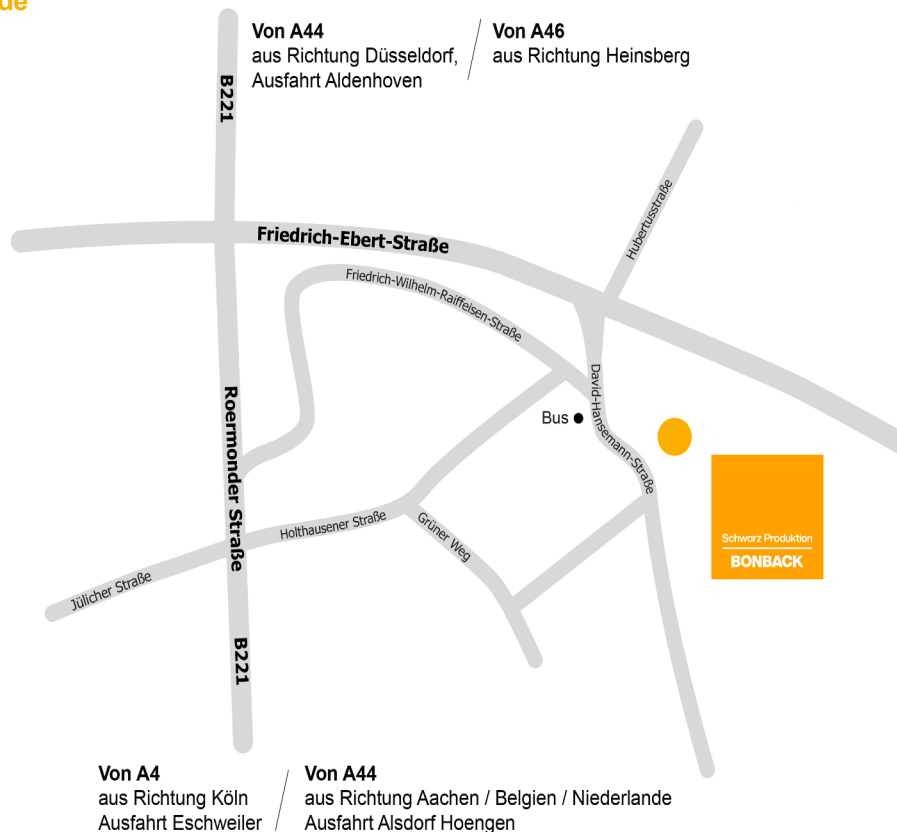 de
Von A44
aus Richtung Düsseldorf,
Ausfahrt Aldenhoven
Von A46
aus Richtung Heinsberg
B221
Hubertusstraße
Friedrich-Ebert-Straße
Friedrich-Wilhelm-Raiffeisen-Straße
David-Hansemann-Straße
Bus
Roermonder Straße
Holthausener Straße
Grüner Weg
Jülicher Straße
Schwarz Produktion
BONBACK
B221
Von A4
aus Richtung Köln
Ausfahrt Eschweiler
Von A44
aus Richtung Aachen / Belgien / Niederlande
Ausfahrt Alsdorf Hoengen